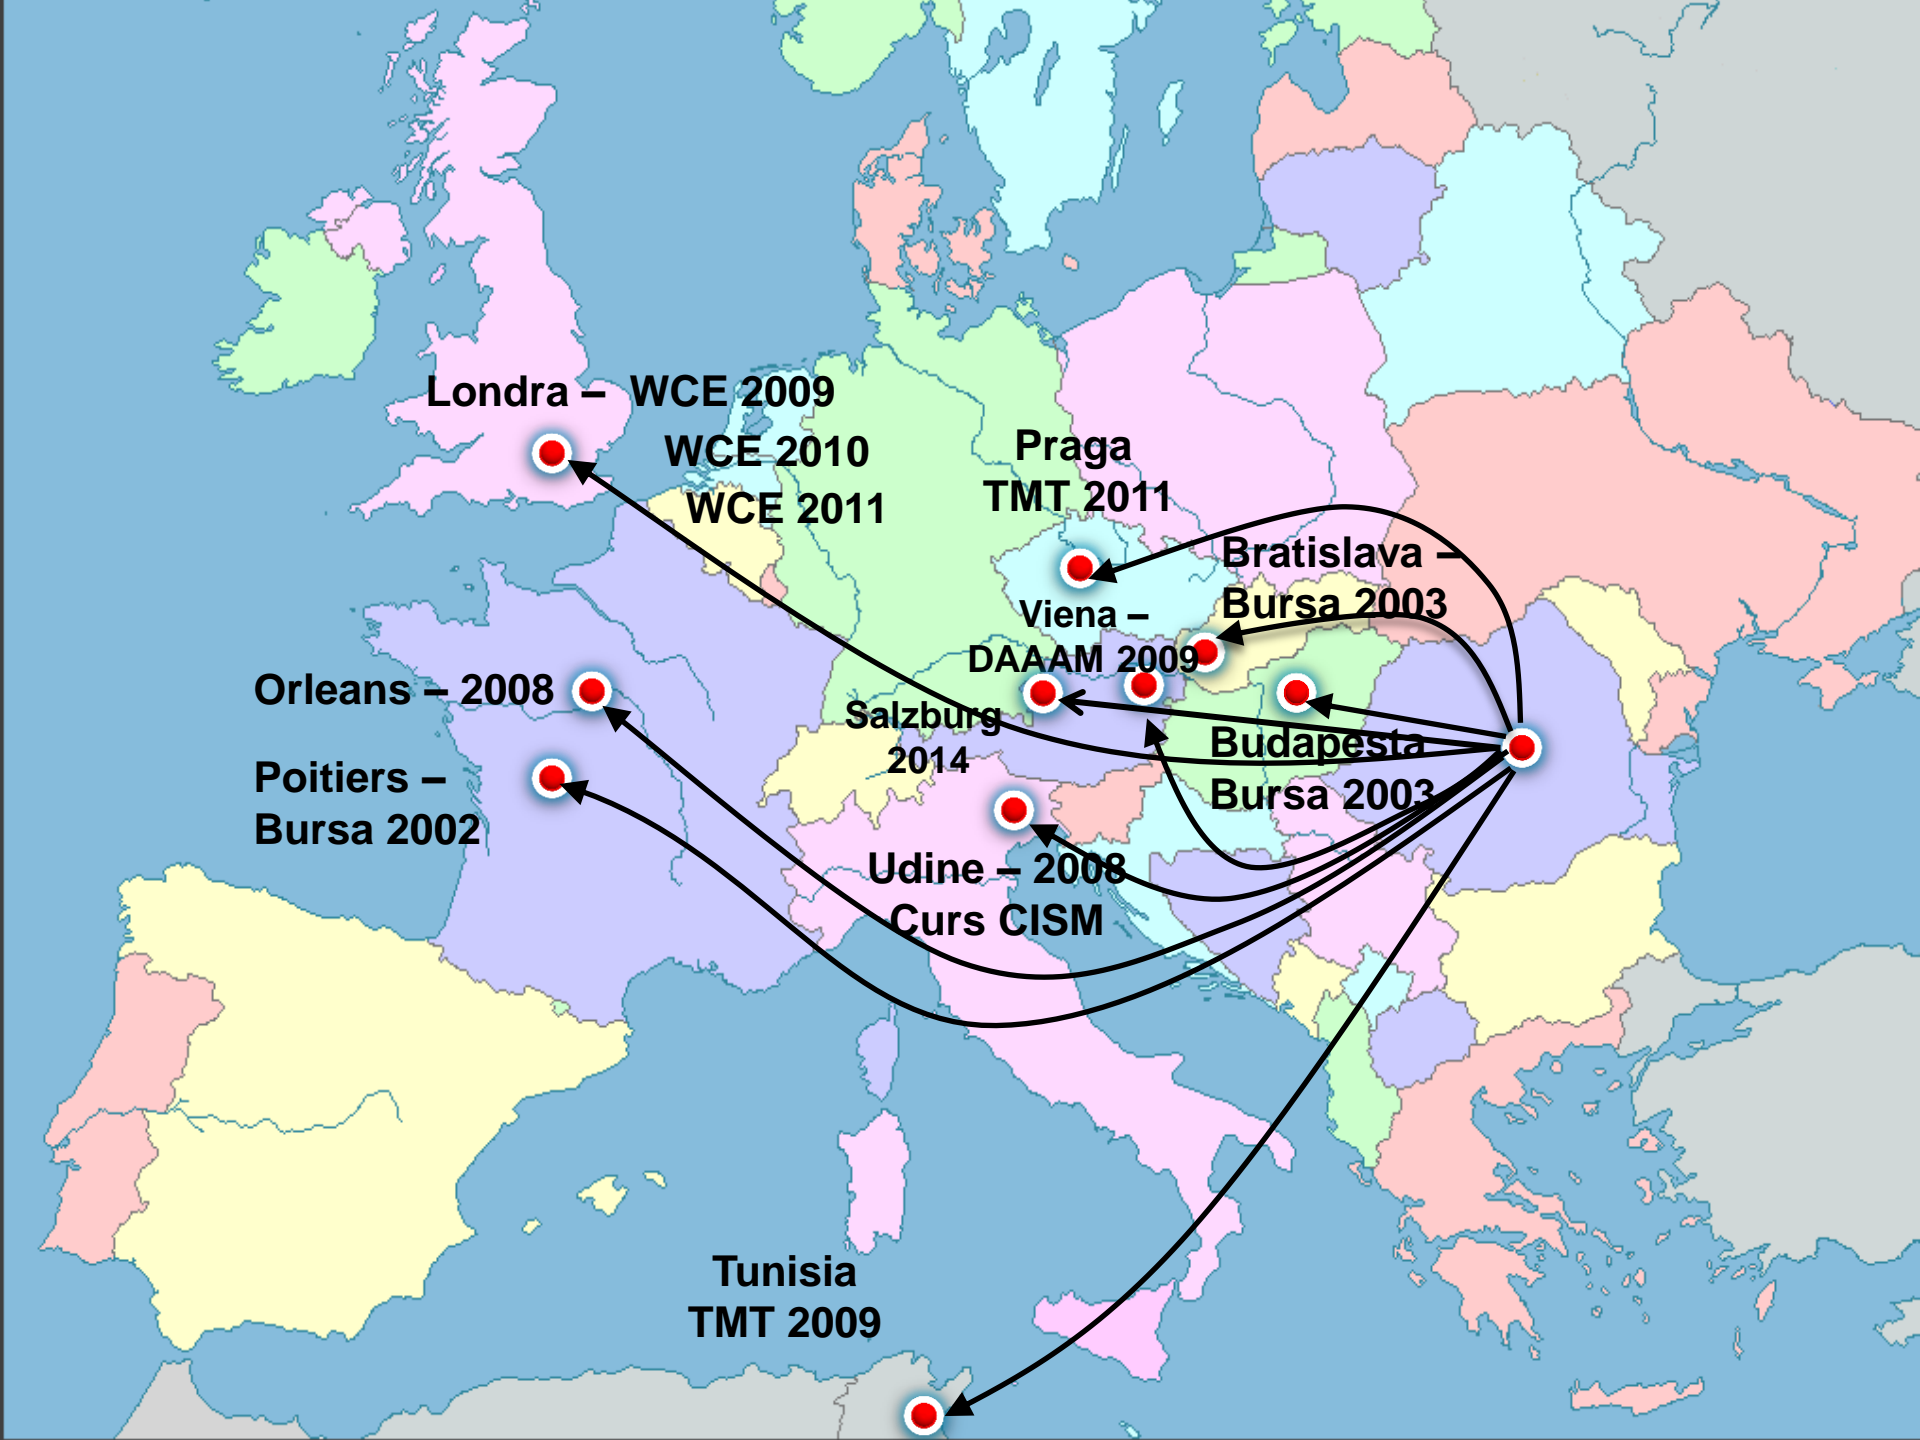 Londra – WCE 2009
WCE 2010
WCE 2011
Praga
TMT 2011
Bratislava –
Bursa 2003
Viena –
DAAAM 2009
Orleans – 2008
Salzburg
2014
Budapesta
Bursa 2003
Poitiers –
Bursa 2002
Udine – 2008
Curs CISM
Tunisia
TMT 2009